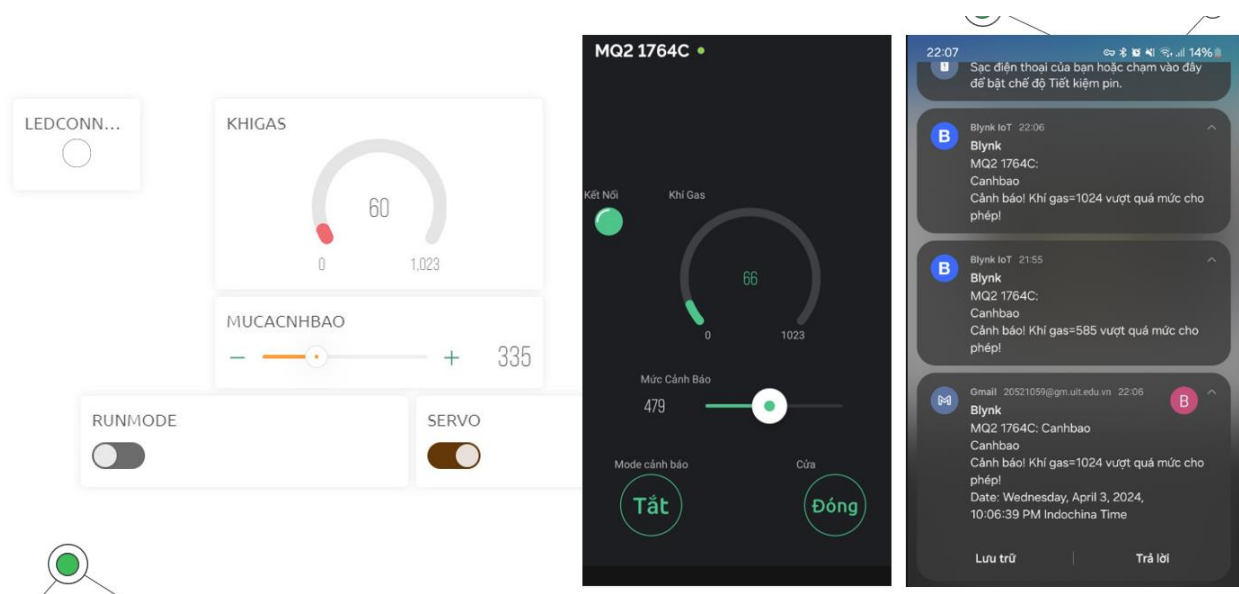 LEDCONN...
KHIGAS
60
0
1,023
MUCACNHBAO
335
RUNMODE
SERVO
MQ2 1764C
Kết Nối
Khí Gas
66
0
1023
Mức Cảnh Báo
479
Mode cảnh báo
Cửa
Tắt
Đóng
22:07
14%
Sạc điện thoại của bạn hoặc chạm vào đây
để bật chế độ Tiết kiệm pin.
B
Blynk IoT 22:06
Blynk
MQ2 1764C:
Canhbao
Cảnh báo! Khí gas=1024 vượt quá mức cho
phép!
B
Blynk IoT 21:55
Blynk
MQ2 1764C:
Canhbao
Cảnh báo! Khí gas=585 vượt quá mức cho
phép!
Gmail 20521059@gm.uit.edu.vn 22:06
B
Blynk
MQ2 1764C: Canhbao
Canhbao
Cảnh báo! Khí gas=1024 vượt quá mức cho
phép!
Date: Wednesday, April 3, 2024,
10:06:39 PM Indochina Time
Lưu trữ
Trả lời